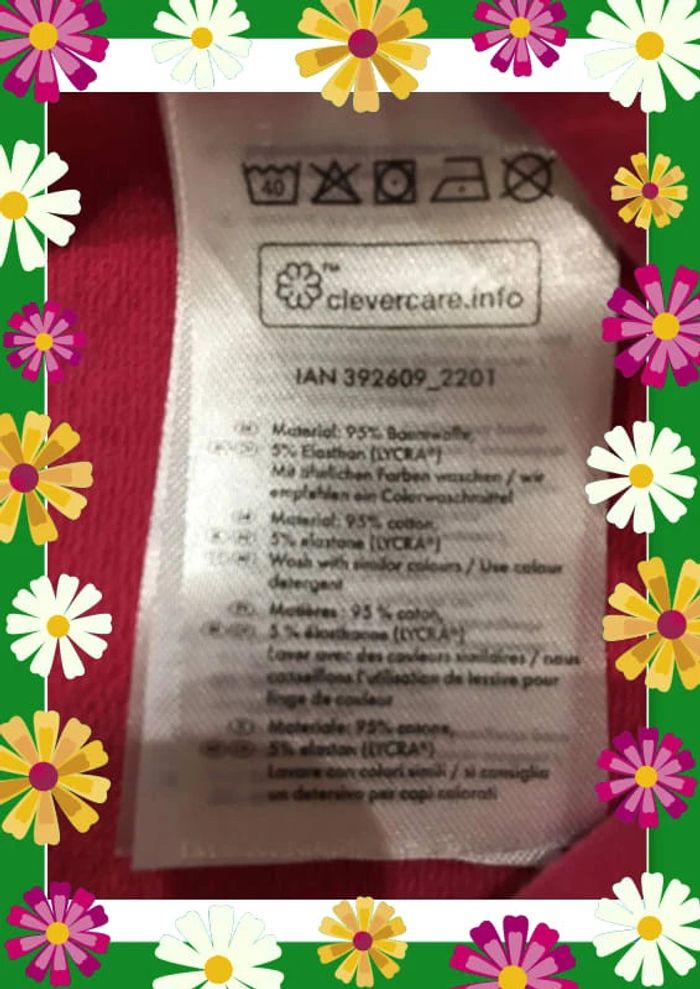 40
™
clevercare.info
IAN 392609_2201
Material: 95% Baumwolle,
5% Elasthan (LYCRA®)
Mit ähnlichen Farben waschen / wir
empfehlen ein Colorwaschmittel
Material: 95% cotton,
5% elastane (LYCRA®)
Wash with similar colours / Use colour
detergent
Matières : 95 % coton,
5 % élasthanne (LYCRA®)
Laver avec des couleurs similaires / nous
conseillons l'utilisation de lessive pour
linge de couleur
Materiale: 95% cotone,
5% elastan (LYCRA®)
Lavare con colori simili / si consiglia
un detersivo per capi colorati